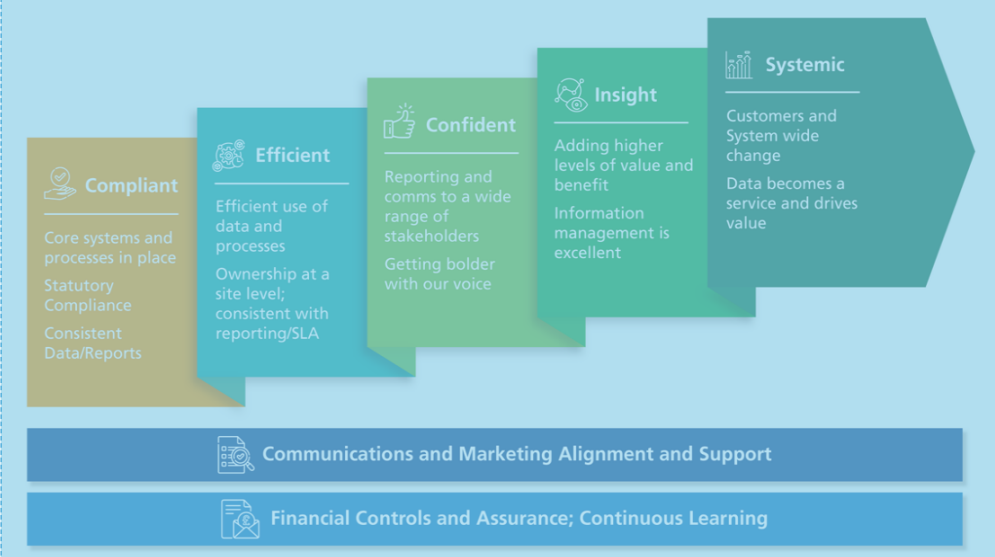 Compliant
Core systems and
processes in place
Statutory
Compliance
Consistent
Data/Reports
Efficient
Efficient use of
data and
processes
Ownership at a
site level;
consistent with
reporting/SLA
Confident
Reporting and
comms to a wide
range of
stakeholders
Getting bolder
with our voice
Insight
Adding higher
levels of value and
benefit
Information
management is
excellent
Systemic
Customers and
System wide
change
Data becomes a
service and drives
value
Communications and Marketing Alignment and Support
£
Financial Controls and Assurance; Continuous Learning